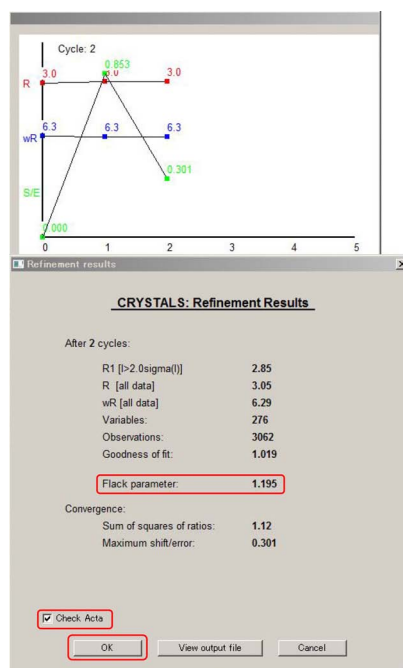 Cycle: 2
R
3.0
3.0
3.0
0.853
wR
6.3
6.3
6.3
S/E
0.000
0.301
0 1 2 3 4 5
Refinement results
CRYSTALS: Refinement Results
After 2 cycles:
R1 [I>2.0sigma(I)] 2.85
R [all data] 3.05
wR [all data] 6.29
Variables: 276
Observations: 3062
Goodness of fit: 1.019
Flack parameter: 1.195
Convergence:
Sum of squares of ratios: 1.12
Maximum shift/error: 0.301
Check Acta
OK View output file Cancel